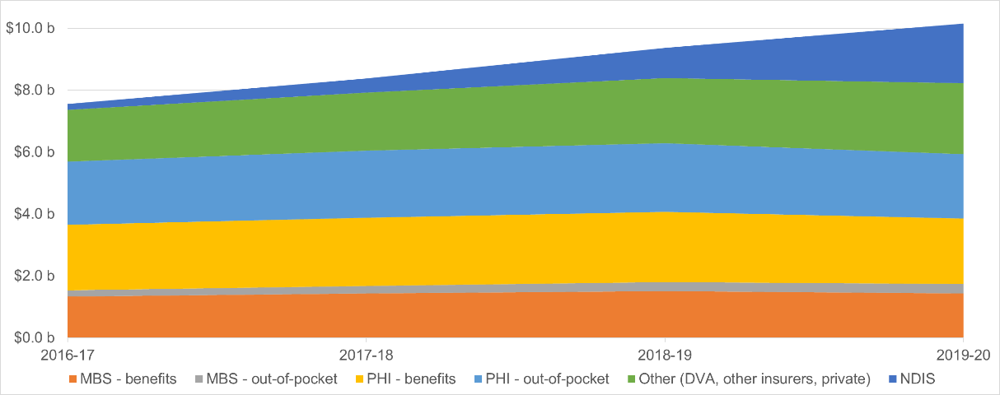 $10.0 b
$8.0 b
$6.0 b
$4.0 b
$2.0 b
$0.0 b
2016-17 2017-18 2018-19 2019-20
MBS - benefits MBS - out-of-pocket PHI - benefits PHI - out-of-pocket Other (DVA, other insurers, private) NDIS